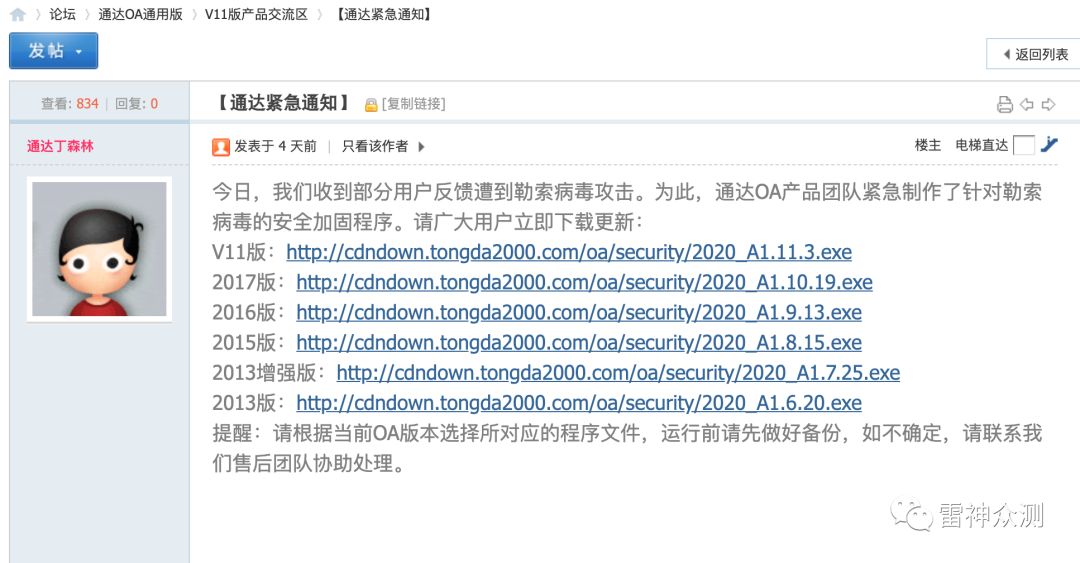 论坛 〉 通达OA通用版 〉 V11版产品交流区 〉 【通达紧急通知】
发帖
返回列表
查看: 834 | 回复: 0
【通达紧急通知】 [复制链接]
通达丁森林
发表于 4 天前 | 只看该作者
楼主 电梯直达
今日，我们收到部分用户反馈遭到勒索病毒攻击。为此，通达OA产品团队紧急制作了针对勒索
病毒的安全加固程序。请广大用户立即下载更新：
V11版：http://cdndown.tongda2000.com/oa/security/2020_A1.11.3.exe
2017版：http://cdndown.tongda2000.com/oa/security/2020_A1.10.19.exe
2016版：http://cdndown.tongda2000.com/oa/security/2020_A1.9.13.exe
2015版：http://cdndown.tongda2000.com/oa/security/2020_A1.8.15.exe
2013增强版：http://cdndown.tongda2000.com/oa/security/2020_A1.7.25.exe
2013版：http://cdndown.tongda2000.com/oa/security/2020_A1.6.20.exe
提醒：请根据当前OA版本选择所对应的程序文件，运行前请先做好备份，如不确定，请联系我
们售后团队协助处理。
雷神众测